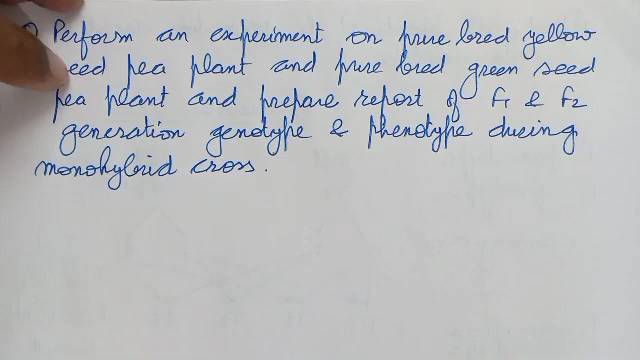 Perform an experiment on pure bred yellow
seed pea plant and pure bred green seed
pea plant and prepare report of F1 & F2
generation genotype & phenotype during
monohybrid cross.